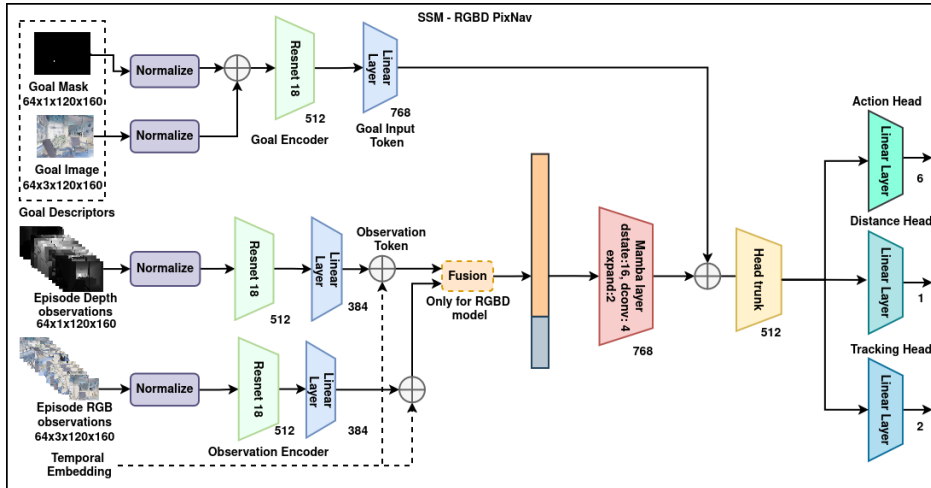 SSM - RGBD PixNav
Goal Mask
64x1x120x160
Normalize
Resnet 18
512
Goal Encoder
Linear
Layer
768
Goal Input
Token
Goal Image
64x3x120x160
Normalize
Goal Descriptors
Episode Depth
observations
64x1x120x160
Normalize
Resnet 18
512
Linear
Layer
384
Observation
Token
Episode RGB
observations
64x3x120x160
Normalize
Resnet 18
512
Linear
Layer
384
Observation Encoder
Temporal
Embedding
Fusion
Only for RGBD
model
Mamba layer
dstate:16, dconv: 4
expand:2
768
Head trunk
512
Action Head
Linear Layer
6
Distance Head
Linear Layer
1
Tracking Head
Linear Layer
2